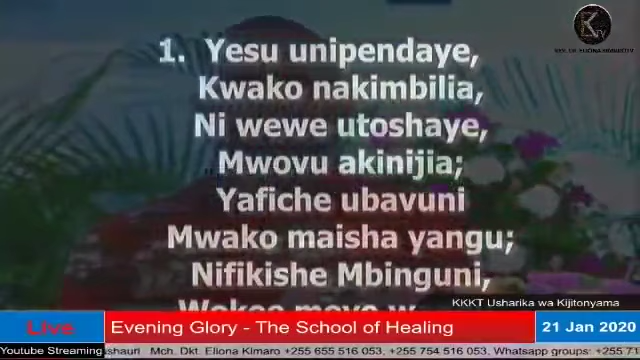 1. Yesu unipendaye,
Kwako nakimbilia,
Ni wewe utoshaye,
Mwovu akinijia;
Yafiche ubavuni
Mwako maisha yangu;
Nifikishe Mbinguni,
KKKT Usharika wa Kijitonyama
Live
Evening Glory - The School of Healing
21 Jan 2020
Youtube Streaming
ashauri Mch. Dkt. Eliona Kimaro +255 655 516 053, +255 754 516 053, Whatsapp groups: +255 71